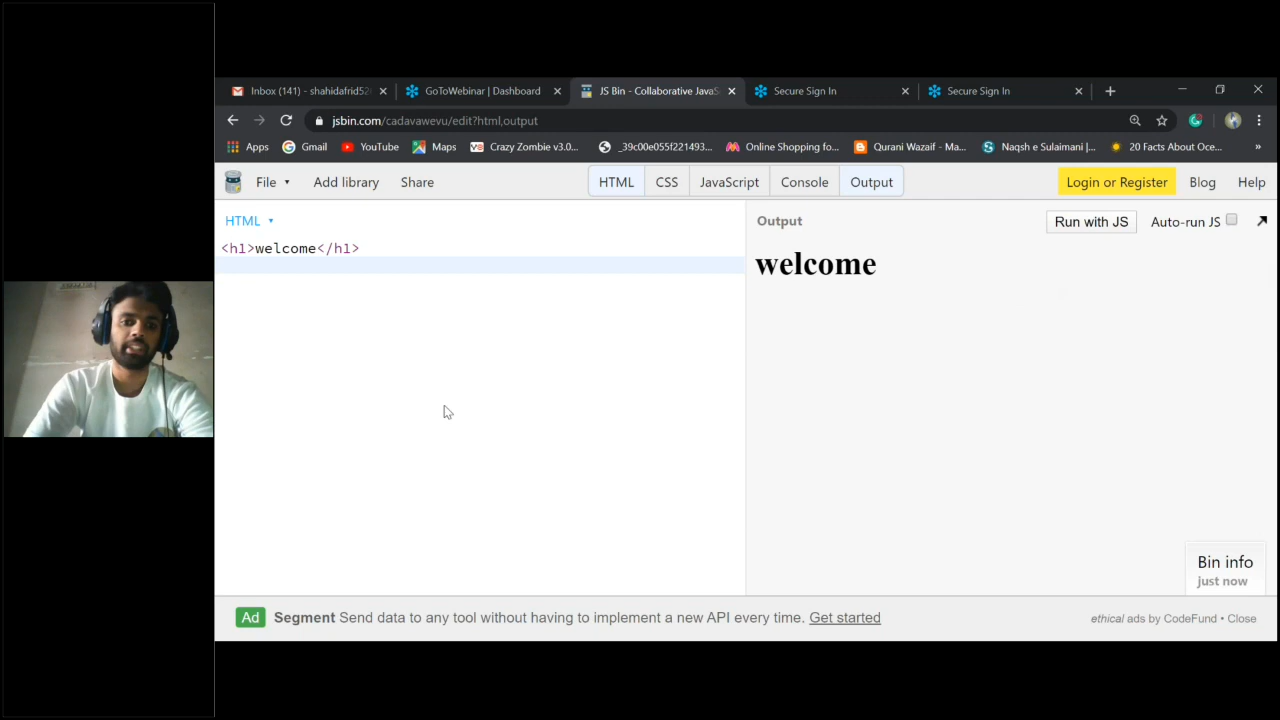 Inbox (141) - shahidafrid52
GoToWebinar | Dashboard
JS Bin - Collaborative JavaS
Secure Sign In
Secure Sign In
jsbin.com/cadavawevu/edit?html,output
Apps
Gmail
YouTube
Maps
Crazy Zombie v3.0...
_39c00e055f221493...
Online Shopping fo...
Qurani Wazaif - Ma...
Naqsh e Sulaimani |...
20 Facts About Oce...
»
File
Add library
Share
HTML
CSS
JavaScript
Console
Output
Login or Register
Blog
Help
HTML
Output
Run with JS
Auto-run JS
<h1>welcome</h1>
welcome
Bin info
just now
Ad Segment Send data to any tool without having to implement a new API every time. Get started
ethical ads by CodeFund • Close